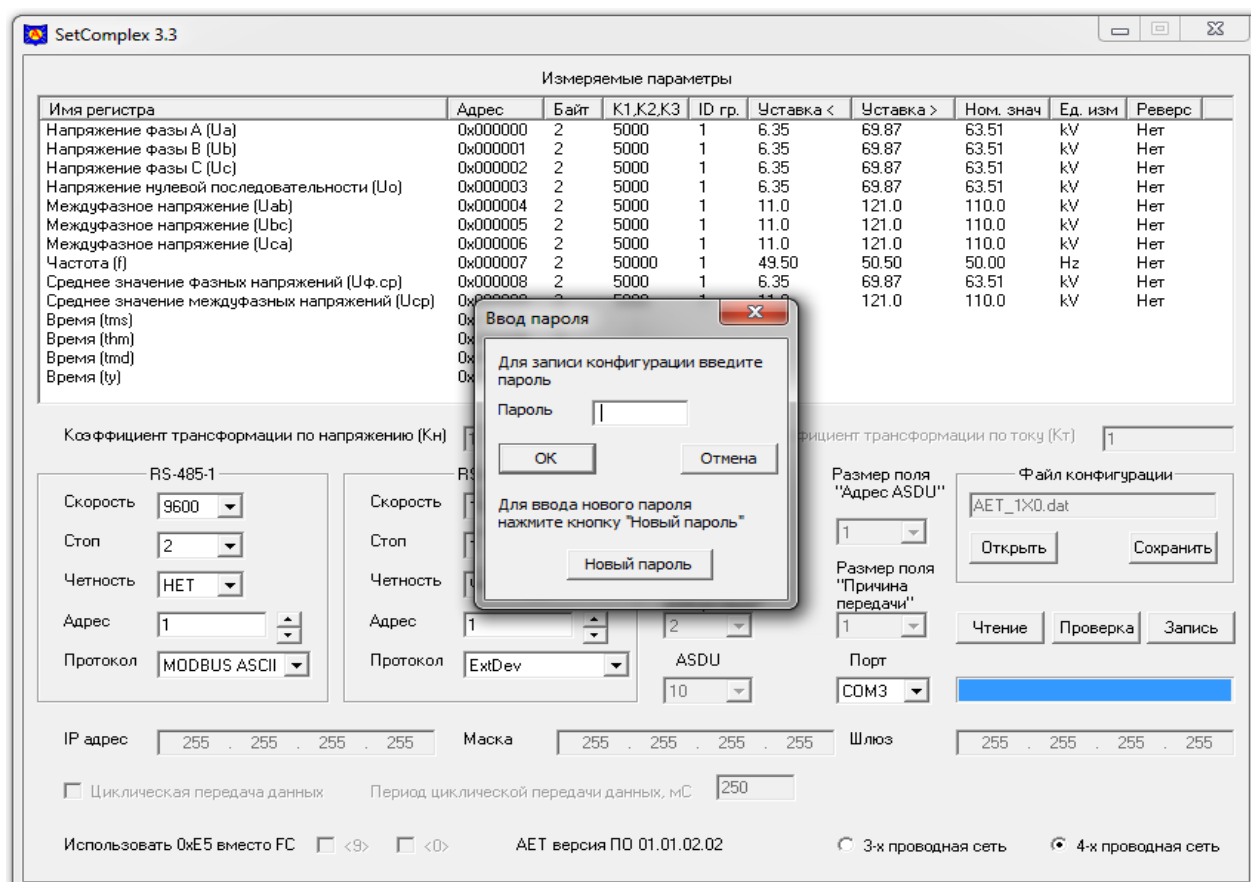 SetComplex 3.3
Измеряемые параметры
Имя регистра Адрес Байт K1,K2,K3 ID гр. Уставка < Уставка > Ном. знач Ед. изм Реверс
Напряжение фазы А (Ua) 0x000000 2 5000 1 6.35 69.87 63.51 kV Нет
Напряжение фазы В (Ub) 0x000001 2 5000 1 6.35 69.87 63.51 kV Нет
Напряжение фазы С (Uc) 0x000002 2 5000 1 6.35 69.87 63.51 kV Нет
Напряжение нулевой последовательности (Uo) 0x000003 2 5000 1 6.35 69.87 63.51 kV Нет
Междуфазное напряжение (Uab) 0x000004 2 5000 1 11.0 121.0 110.0 kV Нет
Междуфазное напряжение (Ubc) 0x000005 2 5000 1 11.0 121.0 110.0 kV Нет
Междуфазное напряжение (Uca) 0x000006 2 5000 1 11.0 121.0 110.0 kV Нет
Частота (f) 0x000007 2 50000 1 49.50 50.50 50.00 Hz Нет
Среднее значение фазных напряжений (Uф.ср) 0x000008 2 5000 1 6.35 69.87 63.51 kV Нет
Среднее значение междуфазных напряжений (Uср) 121.0 110.0 kV Нет
Время (tms) 0x
Время (thm) 0x
Время (tmd) 0x
Время (ty) 0x
Ввод пароля
Для записи конфигурации введите
пароль
Пароль
OK Отмена
Для ввода нового пароля
нажмите кнопку "Новый пароль"
Новый пароль
Коэффициент трансформации по напряжению (Кн)
трансформации по току (Кт) 1
RS-485-1
Скорость 9600
Стоп 2
Четность НЕТ
Адрес 1
Протокол MODBUS ASCII
Скорость
Стоп
Четность
Адрес 1
Протокол ExtDev
2
ASDU
10
Размер поля
"Адрес ASDU"
1
Размер поля
"Причина
передачи"
1
Порт
COM3
Файл конфигурации
AET_1X0.dat
Открыть Сохранить
Чтение Проверка Запись
IP адрес 255 . 255 . 255 . 255 Маска 255 . 255 . 255 . 255 Шлюз 255 . 255 . 255 . 255
Циклическая передача данных Период циклической передачи данных, мС 250
Использовать 0xE5 вместо FC <9> <0> АЕТ версия ПО 01.01.02.02 3-х проводная сеть 4-х проводная сеть